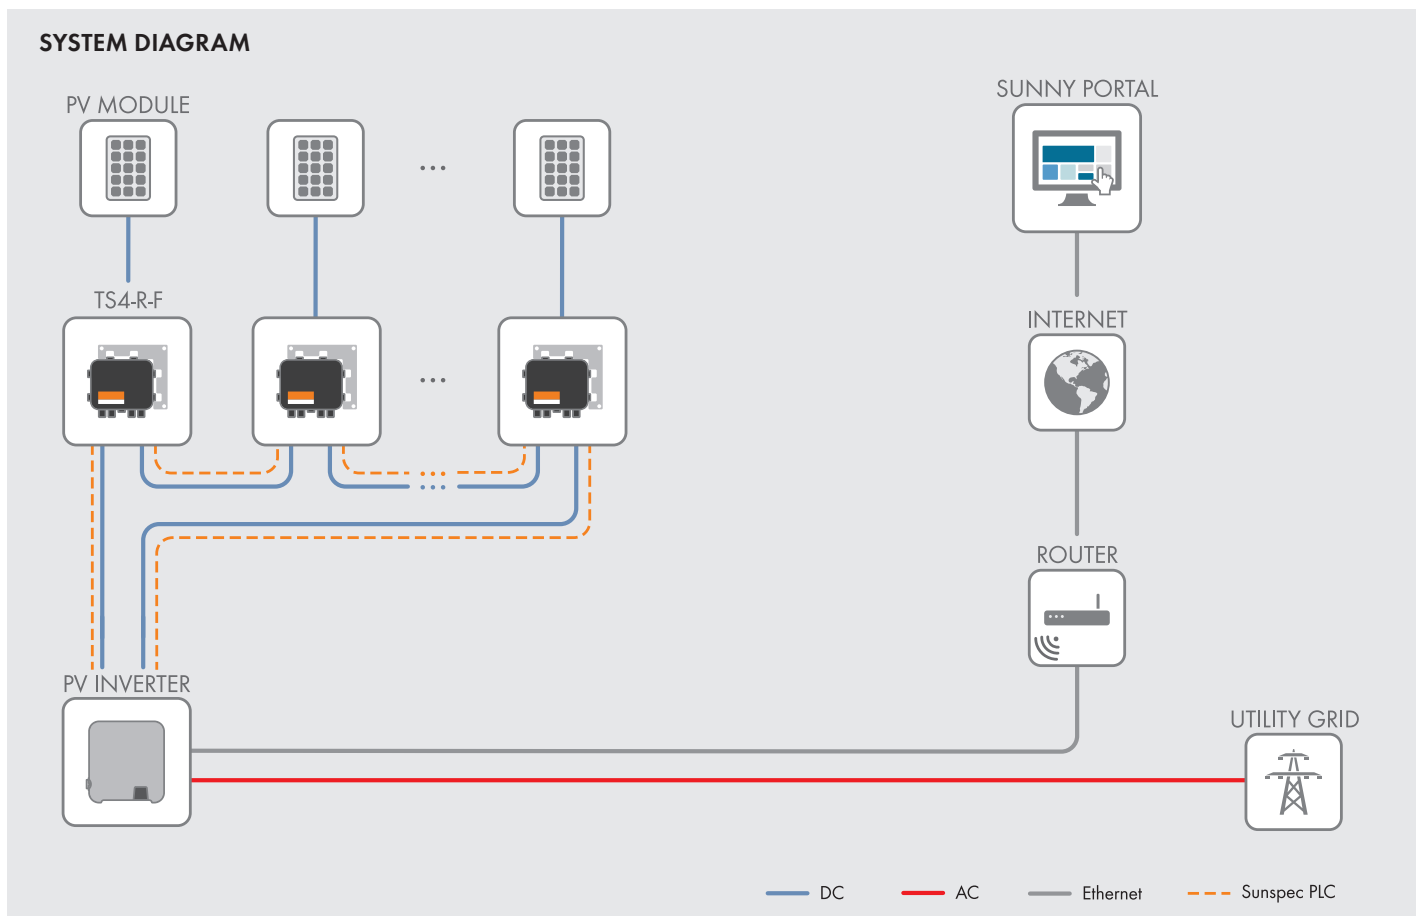 SYSTEM DIAGRAM
PV MODULE
SUNNY PORTAL
...
TS4-R-F
INTERNET
...
...
...
ROUTER
PV INVERTER
UTILITY GRID
DC
AC
Ethernet
Sunspec PLC